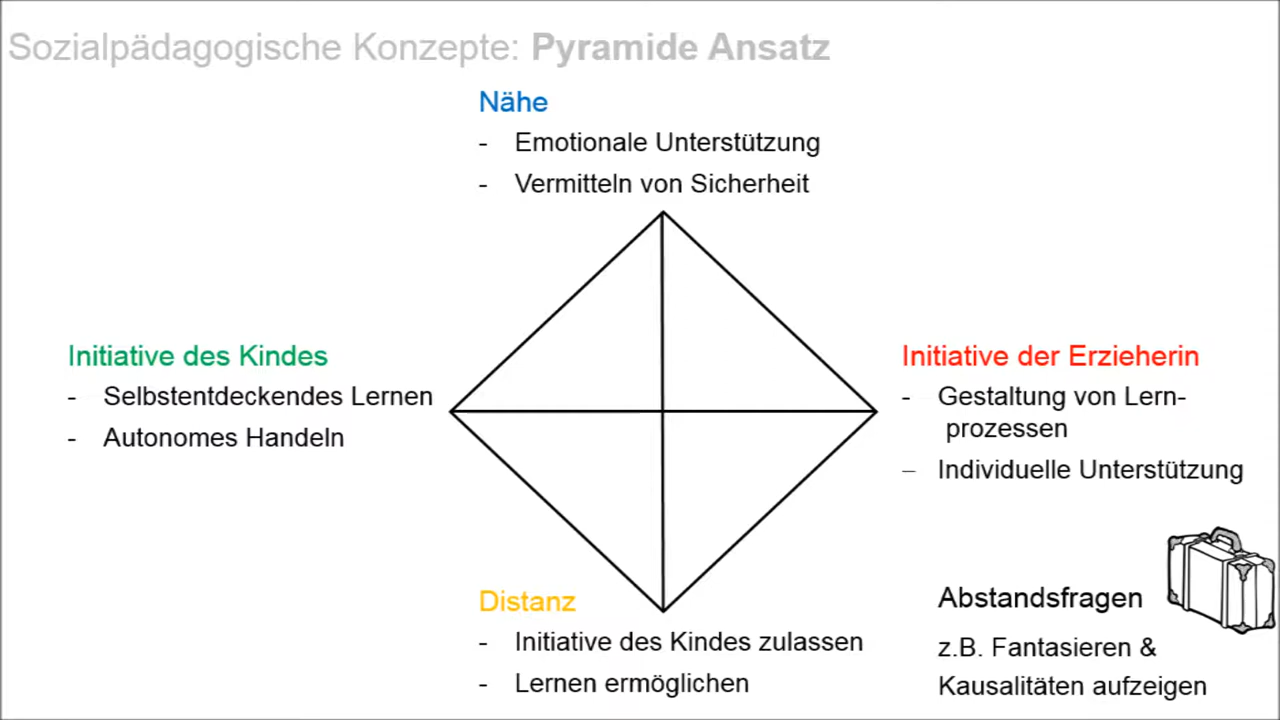 Sozialpädagogische Konzepte: Pyramide Ansatz
Nähe
- Emotionale Unterstützung
- Vermitteln von Sicherheit
Initiative des Kindes
- Selbstentdeckendes Lernen
- Autonomes Handeln
Initiative der Erzieherin
- Gestaltung von Lern-
prozessen
– Individuelle Unterstützung
Distanz
- Initiative des Kindes zulassen
- Lernen ermöglichen
Abstandsfragen
z.B. Fantasieren &
Kausalitäten aufzeigen